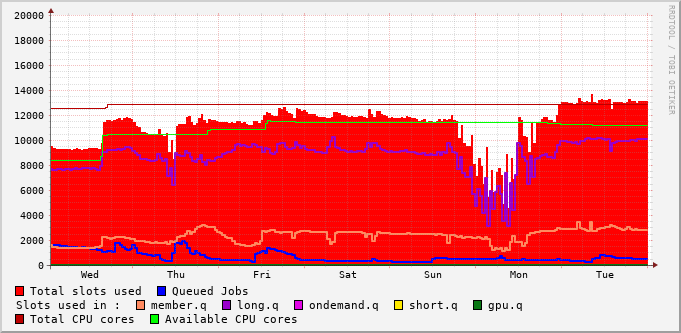 RRDTOOL / TOBI OETIKER
20000
18000
16000
14000
12000
10000
8000
6000
4000
2000
0
Wed Thu Fri Sat Sun Mon Tue
Total slots used Queued Jobs
Slots used in : member.q long.q ondemand.q short.q gpu.q
Total CPU cores Available CPU cores